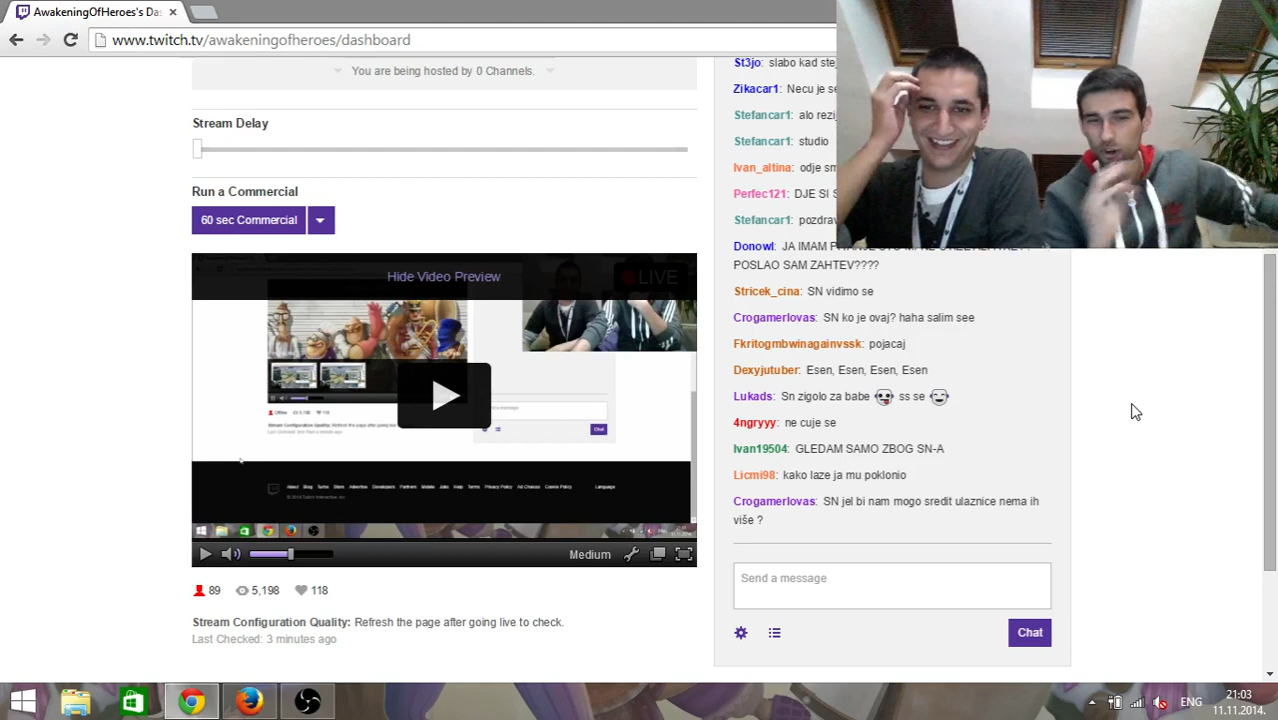 AwakeningOfHeroes's Da
www.twitch.tv/awakeningofheroes/dashboard
You are being hosted by 0 Channels.
Stream Delay
Run a Commercial
60 sec Commercial
Hide Video Preview
LIVE
Medium
89 5,198 118
Stream Configuration Quality: Refresh the page after going live to check.
Last Checked: 3 minutes ago
St3jo: slabo kad ste
Zikacar1: Necu je se
Stefancar1: alo rezi
Stefancar1: studio
Ivan_altina: odje sm
Perfec121: DJE SI S
Stefancar1: pozdra
Donowl: JA IMAM
POSLAO SAM ZAHTEV????
Stricek_cina: SN vidimo se
Crogamerlovas: SN ko je ovaj? haha salim see
Fkritogmbwinagainvssk: pojacaj
Dexyjutuber: Esen, Esen, Esen, Esen
Lukads: Sn zigolo za babe ss se
4ngryyy: ne cuje se
Ivan19504: GLEDAM SAMO ZBOG SN-A
Licmi98: kako laze ja mu poklonio
Crogamerlovas: SN jel bi nam mogo sredit ulaznice nema ih
više ?
Send a message
Chat
ENG
21:03
11.11.2014.